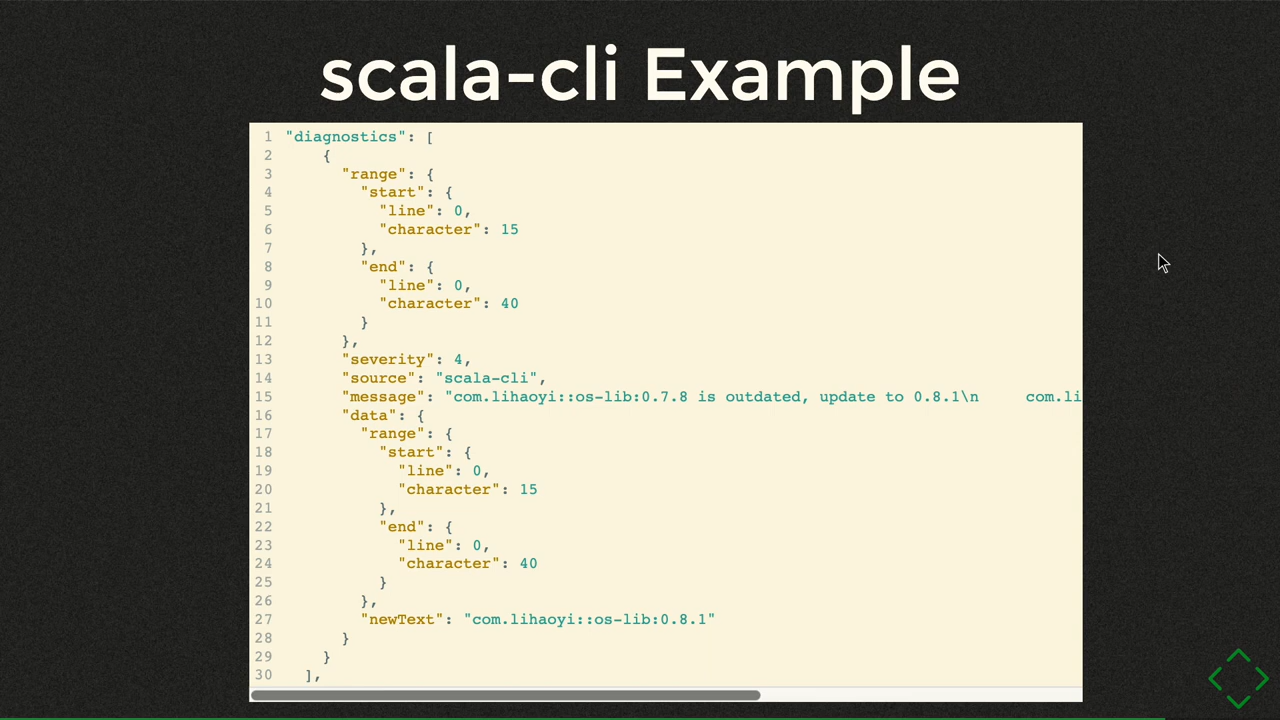 scala-cli Example
1 "diagnostics": [
2     {
3       "range": {
4         "start": {
5           "line": 0,
6           "character": 15
7         },
8         "end": {
9           "line": 0,
10           "character": 40
11         }
12       },
13       "severity": 4,
14       "source": "scala-cli",
15       "message": "com.lihaoyi::os-lib:0.7.8 is outdated, update to 0.8.1\n     com.li
16       "data": {
17         "range": {
18           "start": {
19             "line": 0,
20             "character": 15
21           },
22           "end": {
23             "line": 0,
24             "character": 40
25           }
26         },
27         "newText": "com.lihaoyi::os-lib:0.8.1"
28       }
29     }
30   ],